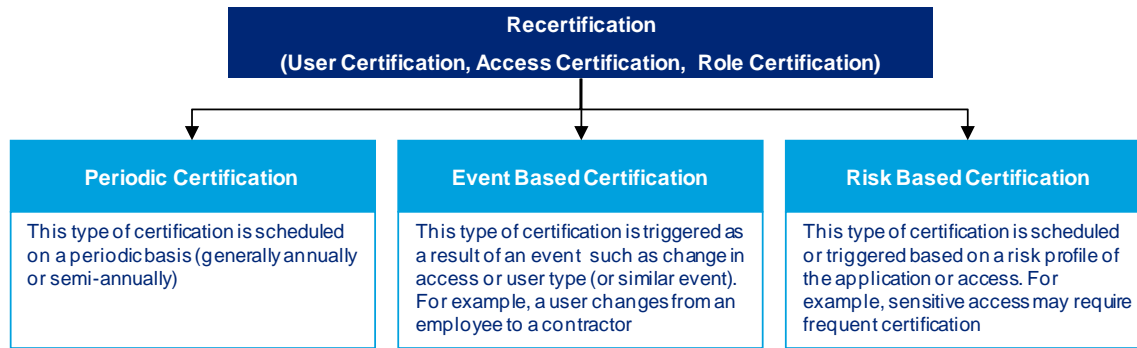 Recertification
(User Certification, Access Certification, Role Certification)
Periodic Certification
This type of certification is scheduled
on a periodic basis (generally annually
or semi-annually)
Event Based Certification
This type of certification is triggered as
a result of an event such as change in
access or user type (or similar event).
For example, a user changes from an
employee to a contractor
Risk Based Certification
This type of certification is scheduled
or triggered based on a risk profile of
the application or access. For
example, sensitive access may require
frequent certification